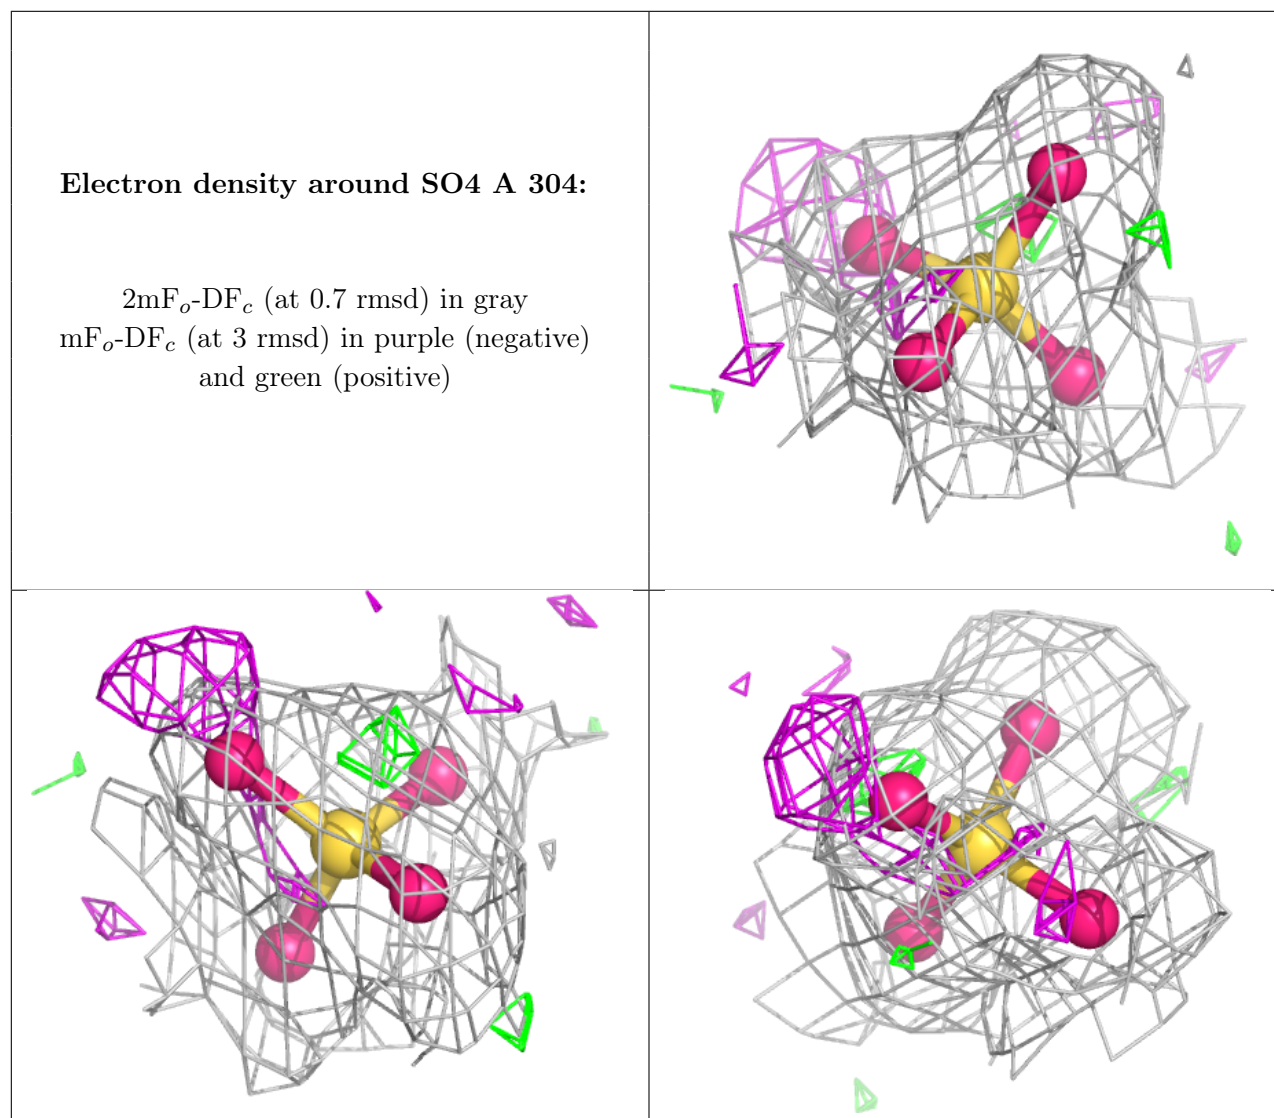 Electron density around SO4 A 304:
2mFo-DFc (at 0.7 rmsd) in gray
mFo-DFc (at 3 rmsd) in purple (negative)
and green (positive)